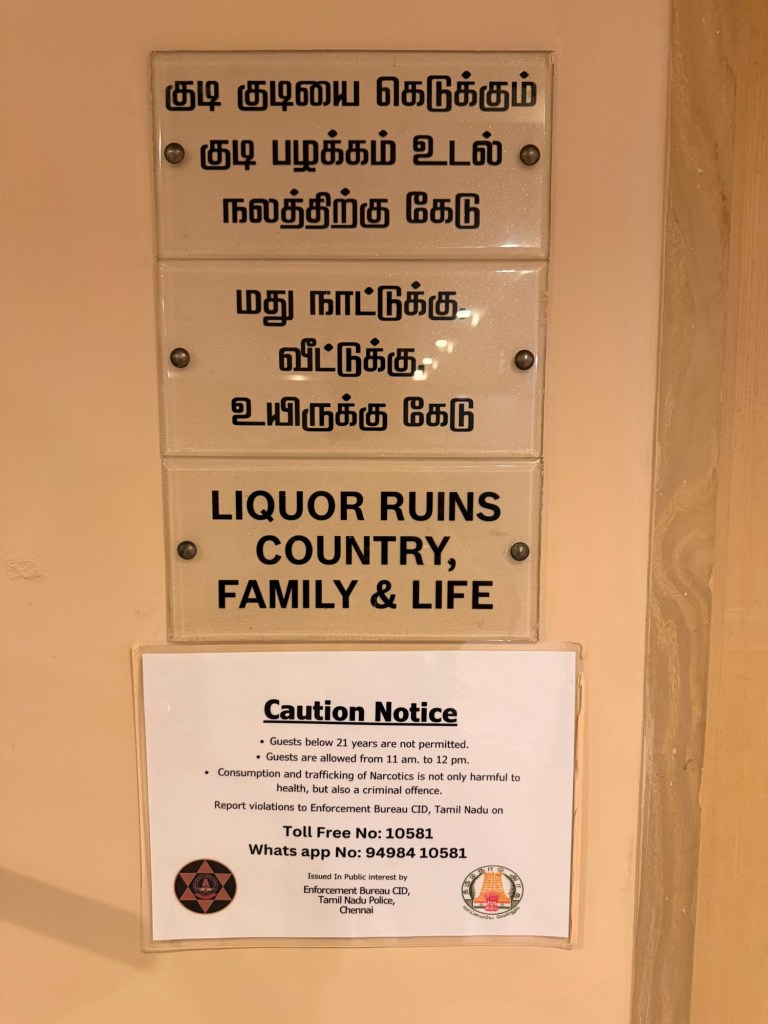 குடி குடியை கெடுக்கும்
குடி பழக்கம் உடல்
நலத்திற்கு கேடு
மது நாட்டுக்கு,
வீட்டுக்கு,
உயிருக்கு கேடு
LIQUOR RUINS
COUNTRY,
FAMILY & LIFE
Caution Notice
• Guests below 21 years are not permitted.
• Guests are allowed from 11 am. to 12 pm.
• Consumption and trafficking of Narcotics is not only harmful to
health, but also a criminal offence.
Report violations to Enforcement Bureau CID, Tamil Nadu on
Toll Free No: 10581
Whats app No: 94984 10581
Issued In Public interest by
Enforcement Bureau CID,
Tamil Nadu Police,
Chennai